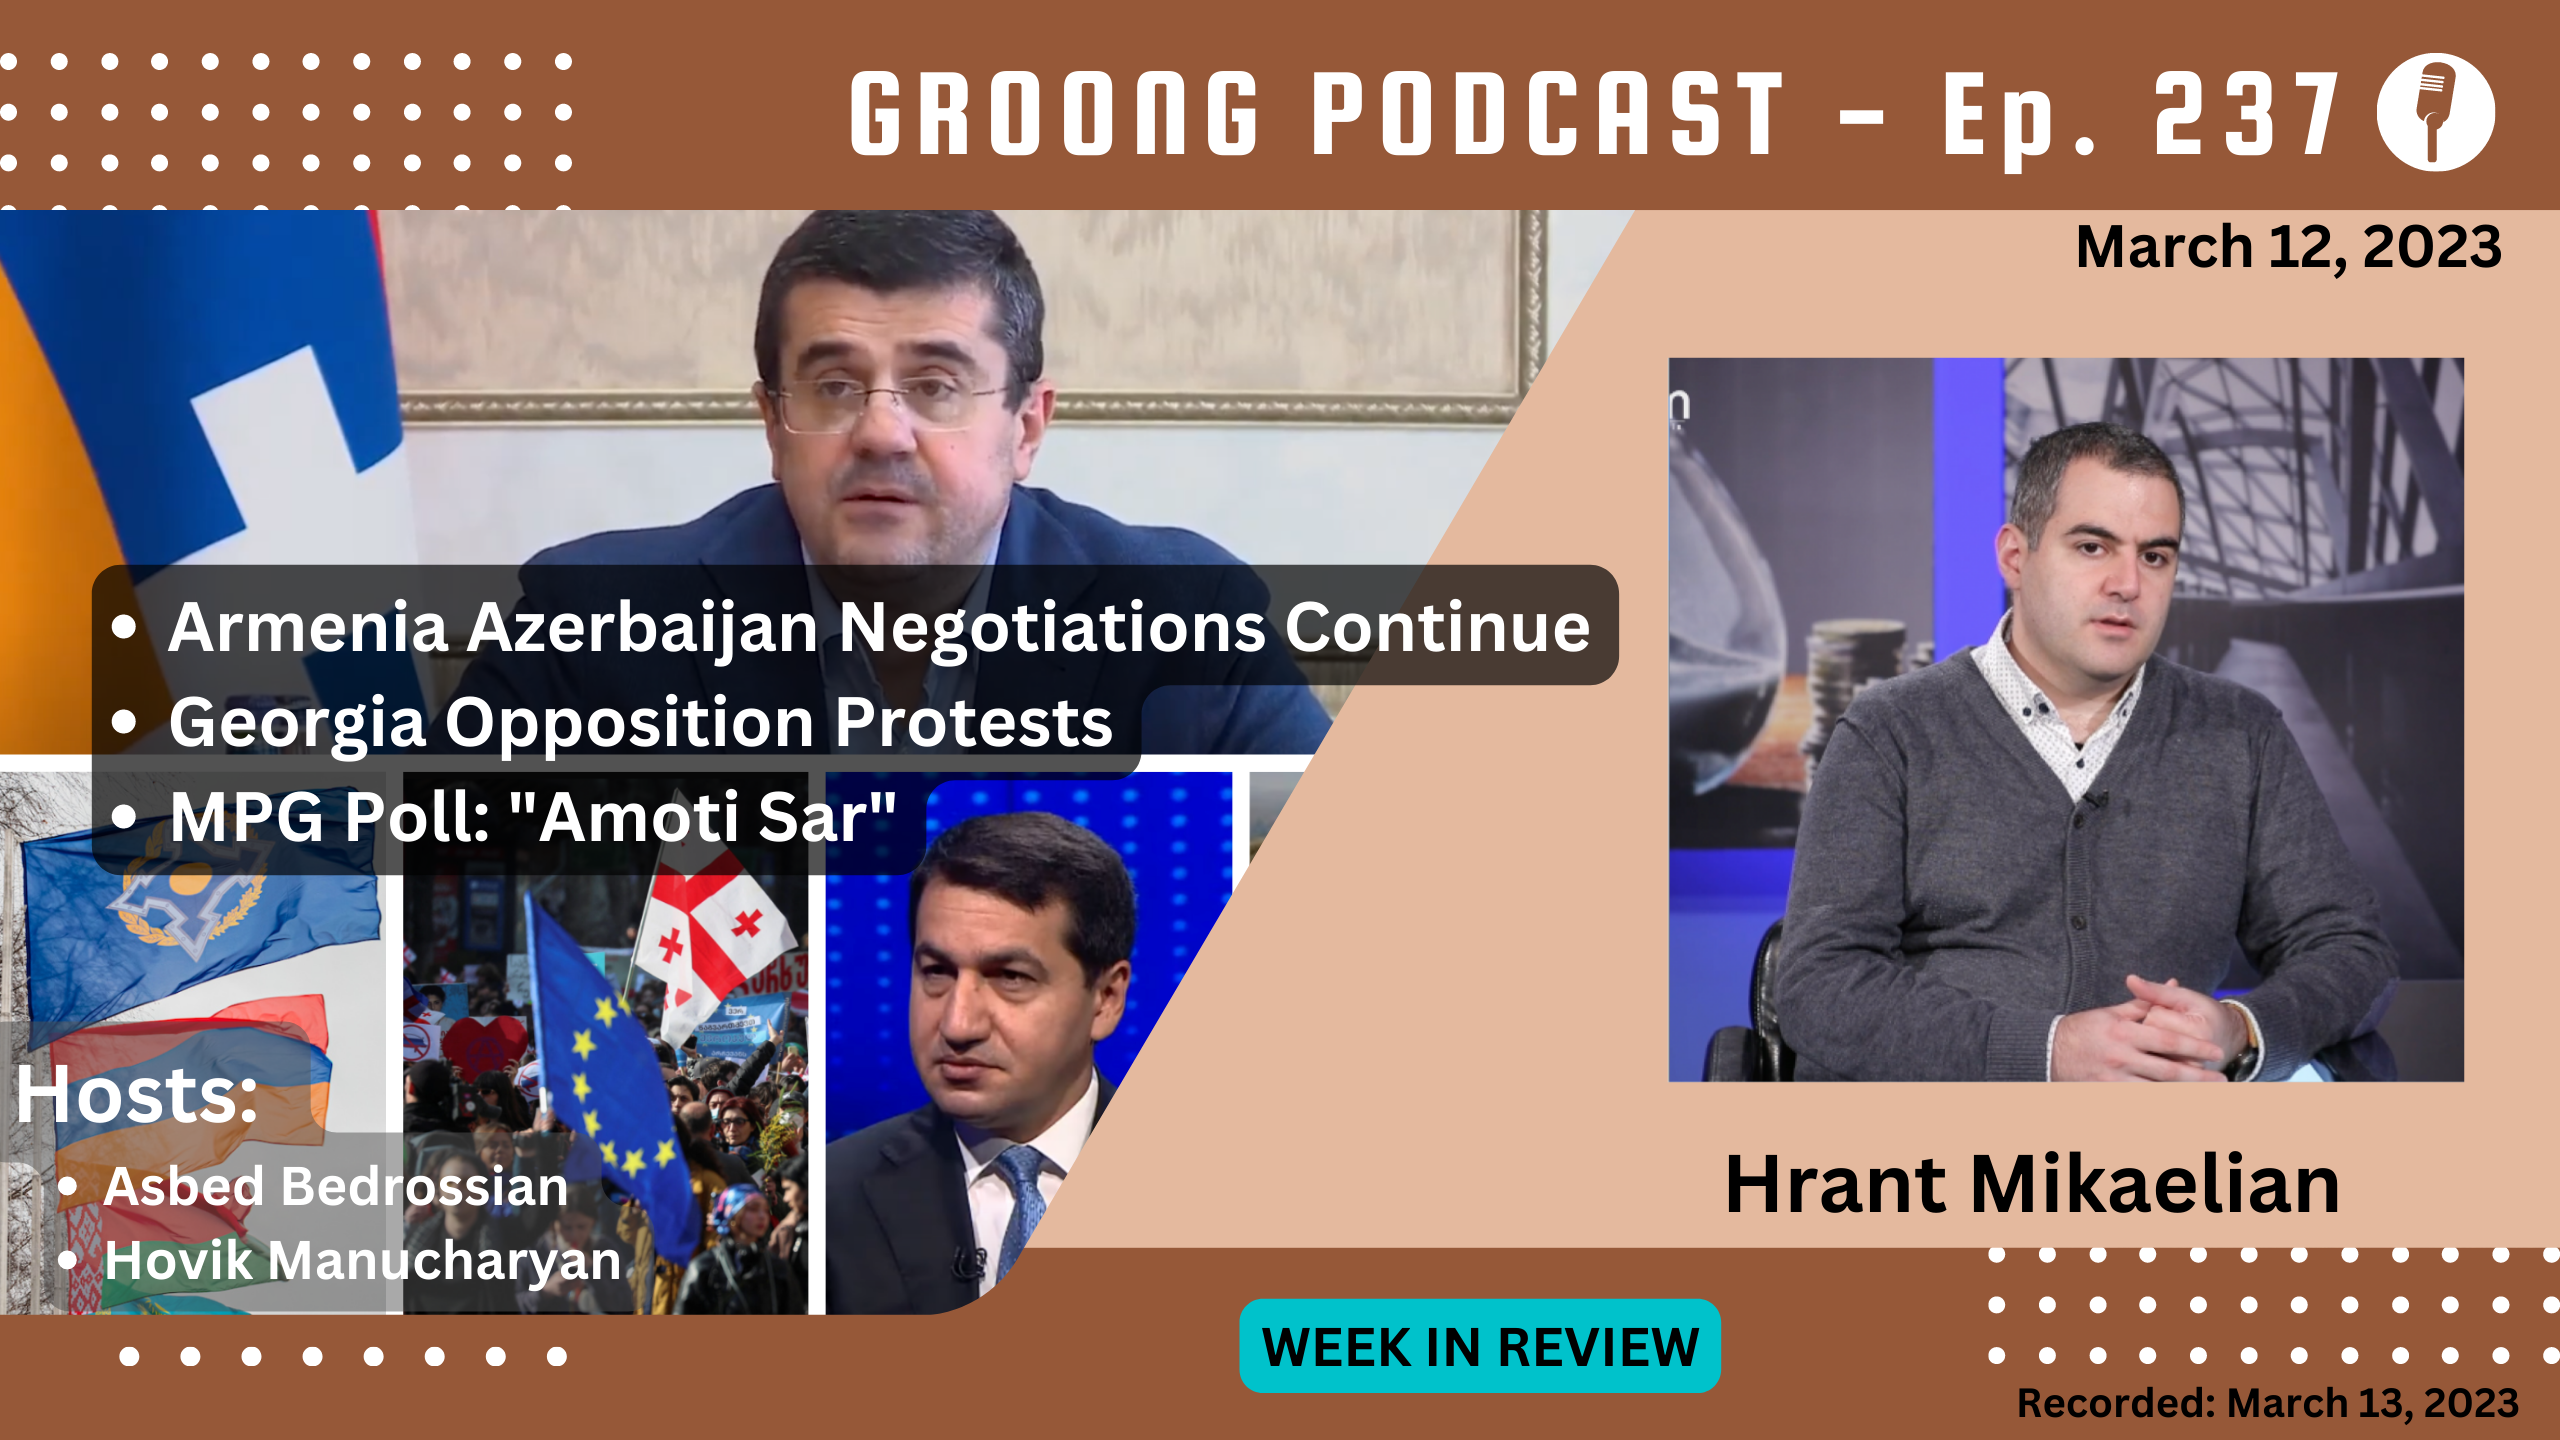 GROONG PODCAST - Ep. 237
March 12, 2023
• Armenia Azerbaijan Negotiations Continue
• Georgia Opposition Protests
• MPG Poll: "Amoti Sar"
Hosts:
• Asbed Bedrossian
• Hovik Manucharyan
Hrant Mikaelian
WEEK IN REVIEW
Recorded: March 13, 2023